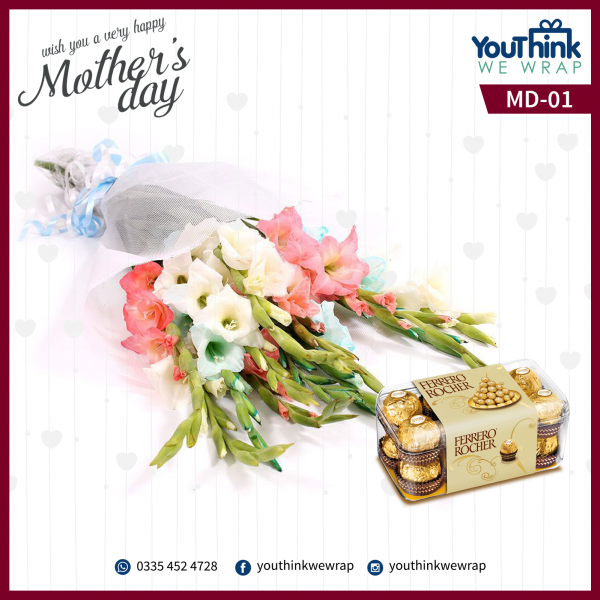 wish you a very happy
Mother's
day
YouThink
WE WRAP
MD-01
FERRERO
ROCHER
FERRERO
ROCHER
0335 452 4728 youthinkwewrap youthinkwewrap